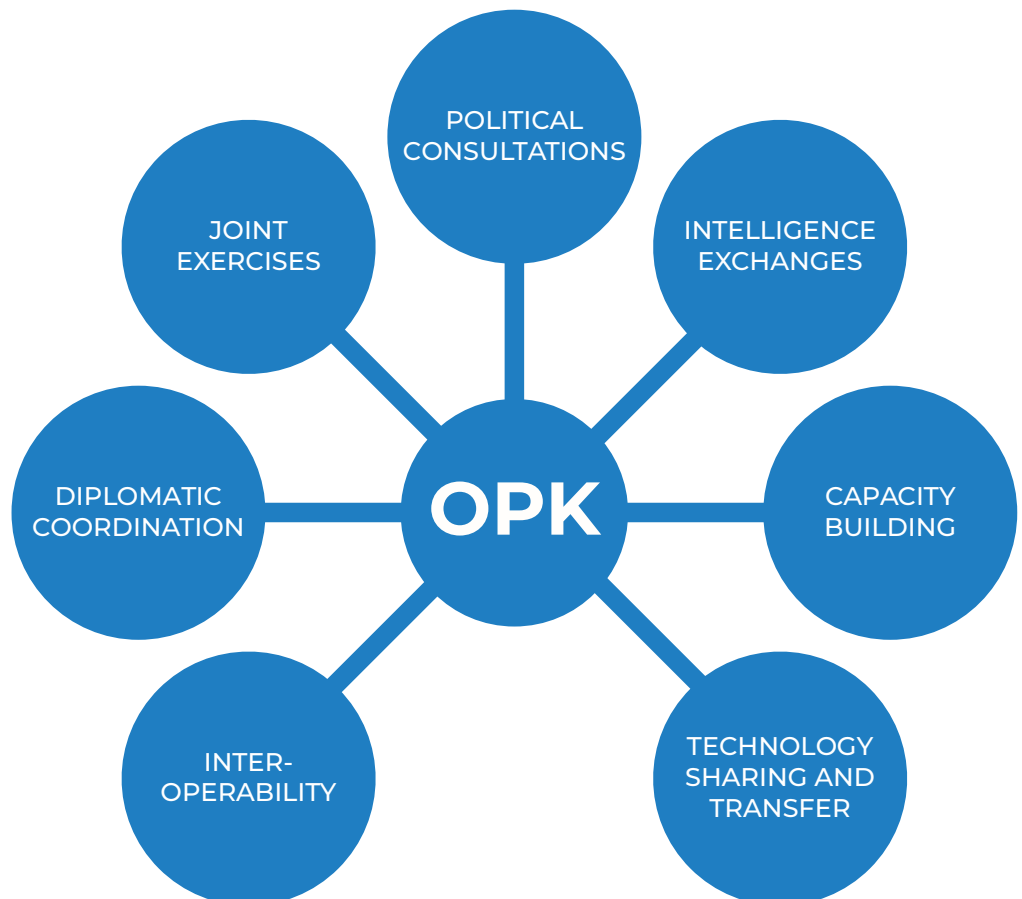 POLITICAL
CONSULTATIONS
JOINT
EXERCISES
INTELLIGENCE
EXCHANGES
DIPLOMATIC
COORDINATION
OPK
CAPACITY
BUILDING
INTER-
OPERABILITY
TECHNOLOGY
SHARING AND
TRANSFER